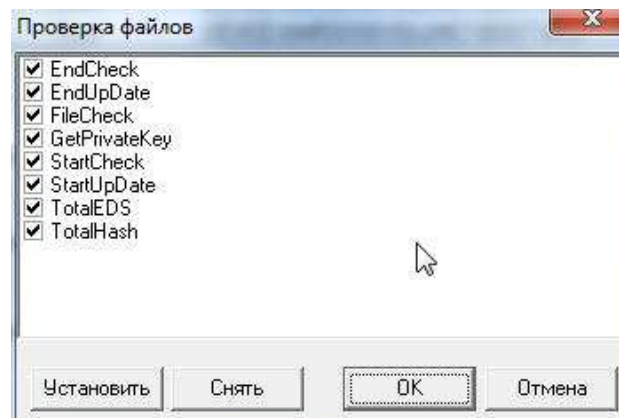 Проверка файлов
EndCheck
EndUpDate
FileCheck
GetPrivateKey
StartCheck
StartUpDate
TotalEDS
TotalHash
Установить Снять OK Отмена